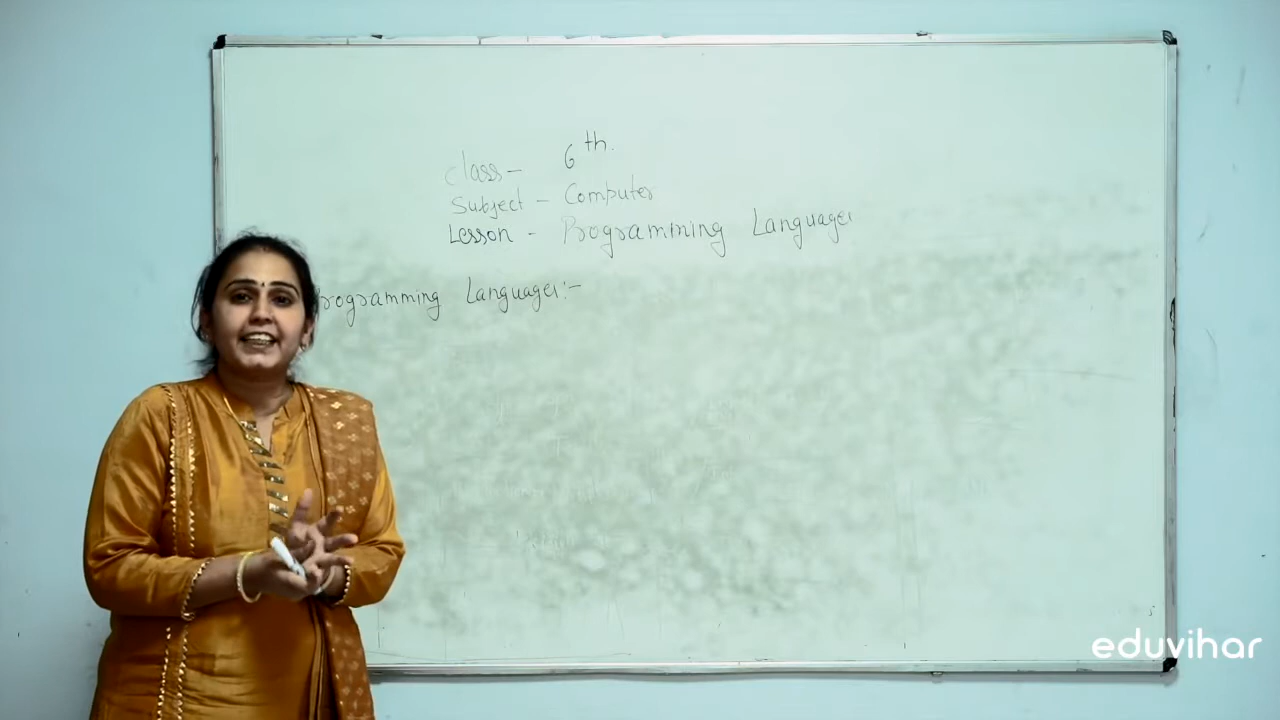 Class- 6th.
Subject - Computer
Lesson - Programming Languages
Programming Languages:-
eduvihar